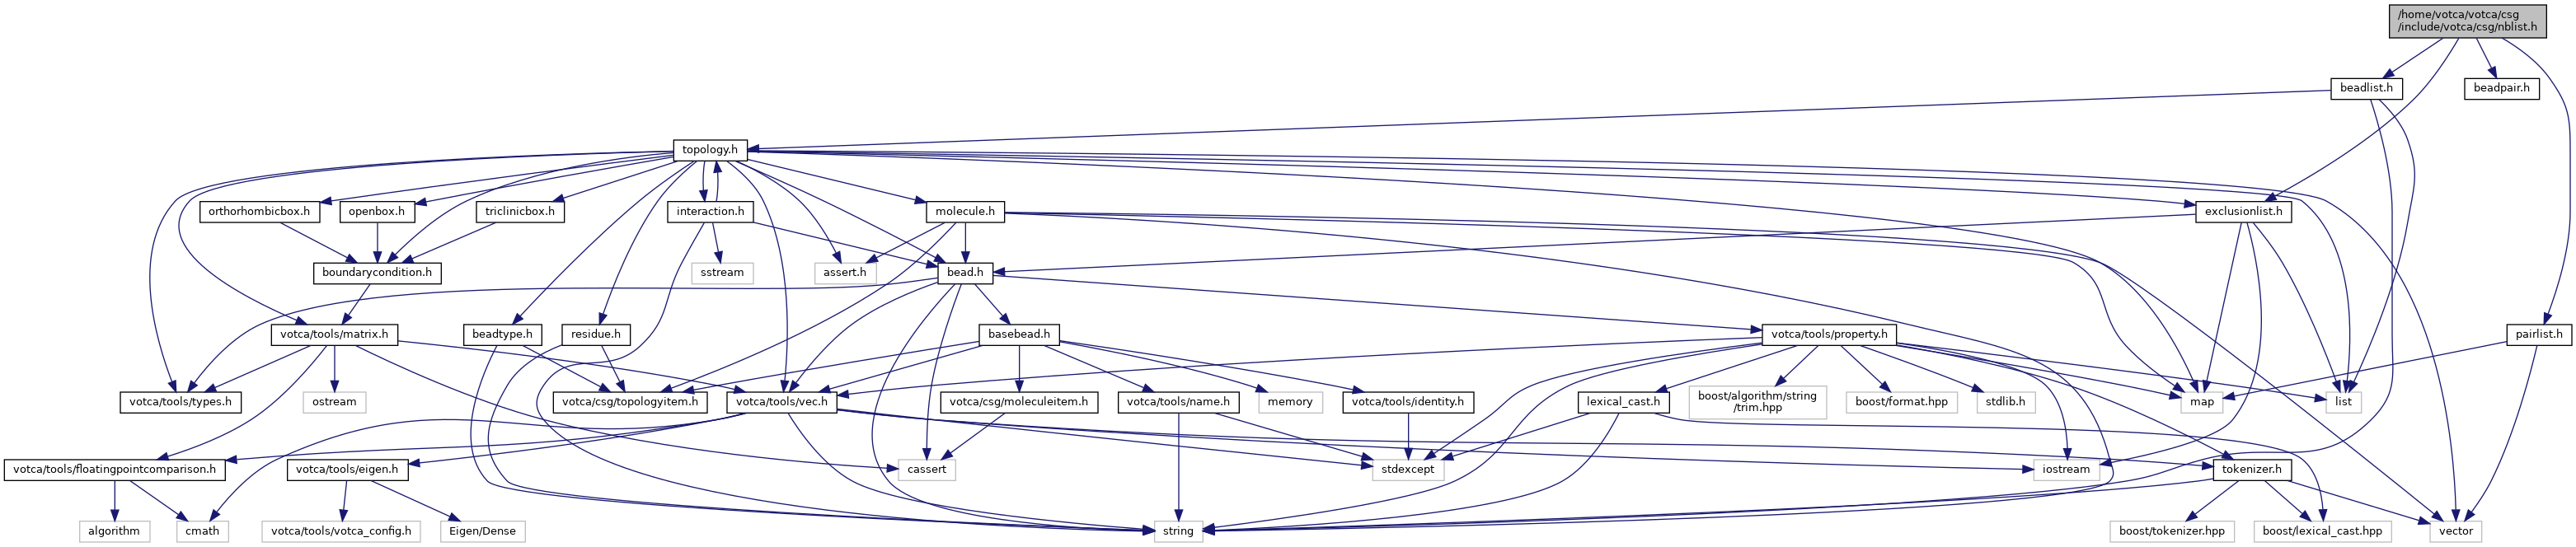 /home/votca/votca/csg
/include/votca/csg/nblist.h
beadlist.h
beadpair.h
topology.h
orthorhombicbox.h
openbox.h
triclinicbox.h
interaction.h
molecule.h
exclusionlist.h
boundarycondition.h
sstream
assert.h
bead.h
votca/tools/matrix.h
beadtype.h
residue.h
basebead.h
votca/tools/property.h
pairlist.h
votca/tools/types.h
ostream
votca/csg/topologyitem.h
votca/tools/vec.h
votca/csg/moleculeitem.h
votca/tools/name.h
memory
votca/tools/identity.h
lexical_cast.h
boost/algorithm/string
/trim.hpp
boost/format.hpp
stdlib.h
map
list
votca/tools/floatingpointcomparison.h
votca/tools/eigen.h
cassert
stdexcept
iostream
tokenizer.h
algorithm
cmath
votca/tools/votca_config.h
Eigen/Dense
string
boost/tokenizer.hpp
boost/lexical_cast.hpp
vector